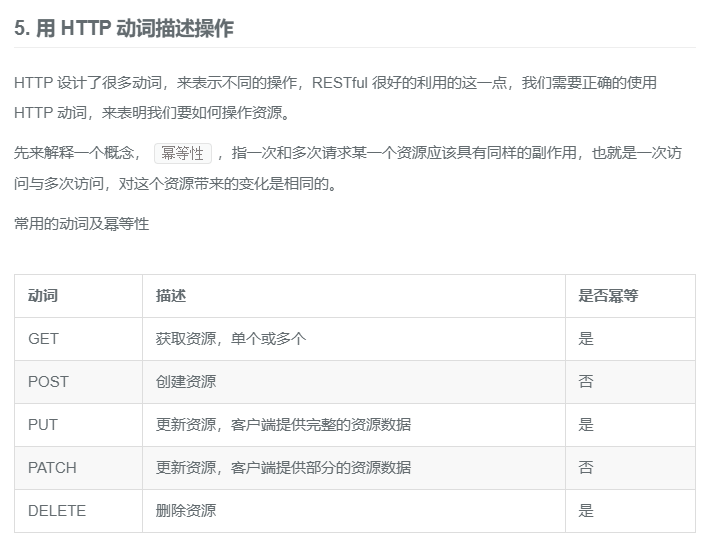 5. 用 HTTP 动词描述操作
HTTP 设计了很多动词，来表示不同的操作，RESTful 很好的利用的这一点，我们需要正确的使用
HTTP 动词，来表明我们要如何操作资源。
先来解释一个概念， 幂等性 ，指一次和多次请求某一个资源应该具有同样的副作用，也就是一次访
问与多次访问，对这个资源带来的变化是相同的。
常用的动词及幂等性
动词 描述 是否幂等
GET 获取资源，单个或多个 是
POST 创建资源 否
PUT 更新资源，客户端提供完整的资源数据 是
PATCH 更新资源，客户端提供部分的资源数据 否
DELETE 删除资源 是